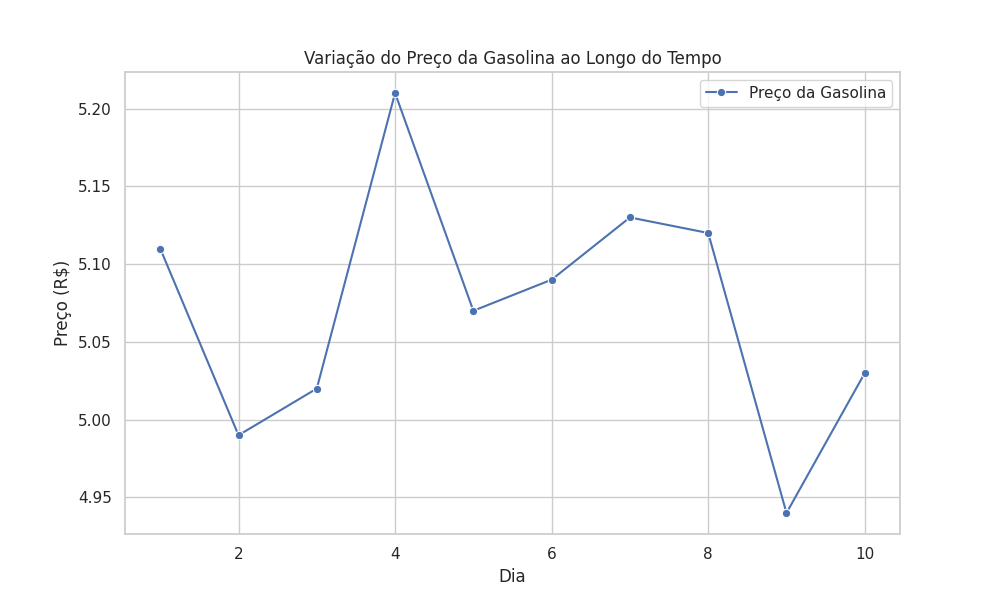 Variação do Preço da Gasolina ao Longo do Tempo
Preço da Gasolina
5.20
5.15
5.10
5.05
5.00
4.95
Preço (R$)
2 4 6 8 10
Dia